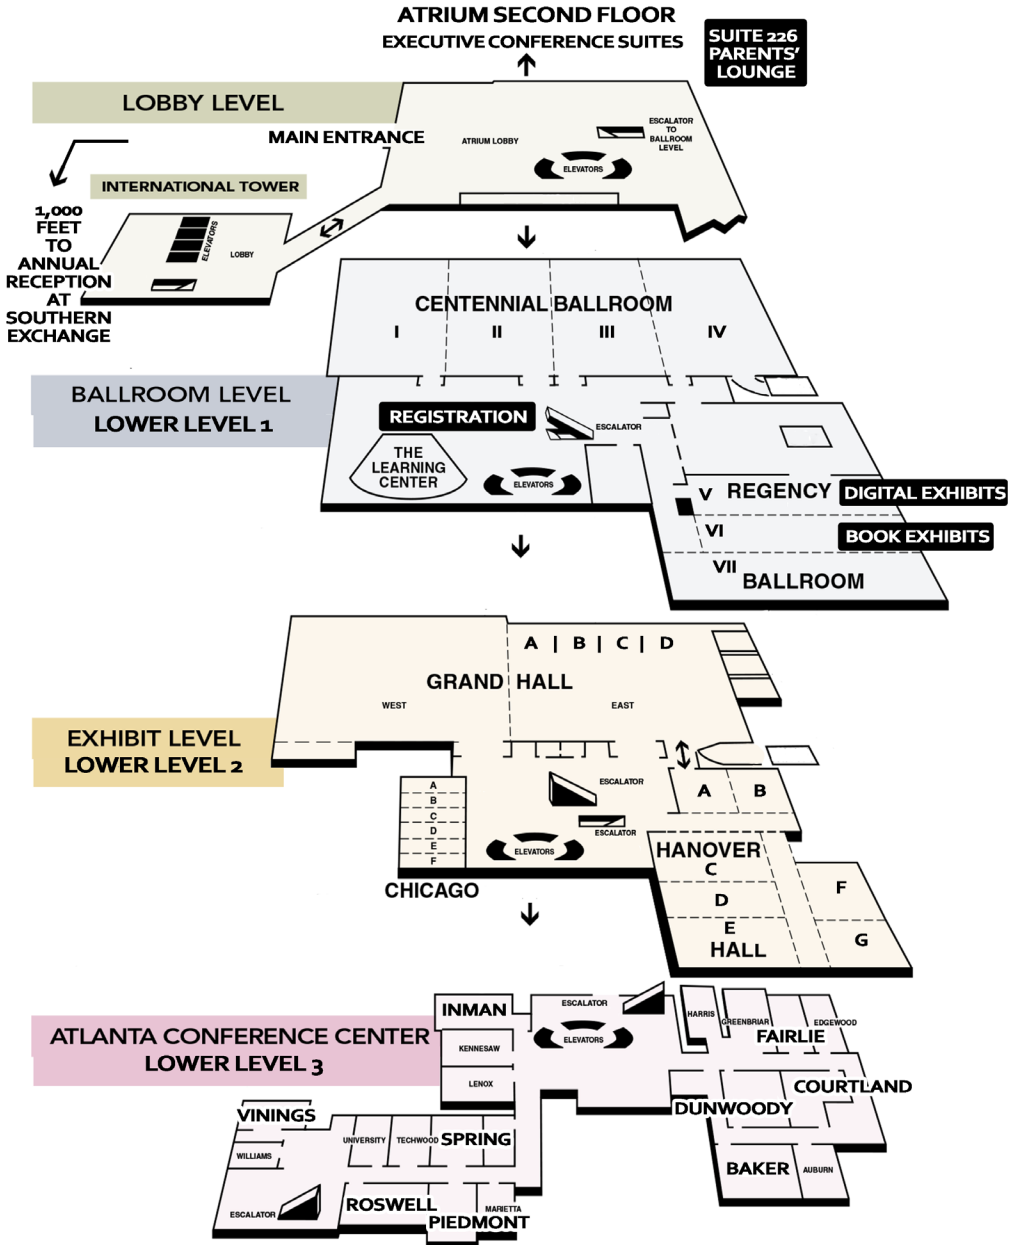 ATRIUM SECOND FLOOR
EXECUTIVE CONFERENCE SUITES
SUITE 226
PARENTS'
LOUNGE
LOBBY LEVEL
MAIN ENTRANCE
ATRIUM LOBBY
ESCALATOR
TO
BALLROOM
LEVEL
ELEVATORS
INTERNATIONAL TOWER
ELEVATORS
LOBBY
1,000
FEET
TO
ANNUAL
RECEPTION
AT
SOUTHERN
EXCHANGE
CENTENNIAL BALLROOM
I II III IV
BALLROOM LEVEL
LOWER LEVEL 1
REGISTRATION
ESCALATOR
THE
LEARNING
CENTER
ELEVATORS
V REGENCY
DIGITAL EXHIBITS
VI
BOOK EXHIBITS
VII
BALLROOM
A | B | C | D
GRAND HALL
WEST
EAST
EXHIBIT LEVEL
LOWER LEVEL 2
ESCALATOR
ESCALATOR
ELEVATORS
A
B
C
D
E
F
CHICAGO
A B
HANOVER
C
D
E
HALL
F
G
ATLANTA CONFERENCE CENTER
LOWER LEVEL 3
INMAN
KENNESAW
LENOX
ESCALATOR
ELEVATORS
HARRIS
GREENBRIAR
EDGEWOOD
FAIRLIE
COURTLAND
DUNWOODY
BAKER
AUBURN
VININGS
WILLIAMS
UNIVERSITY
TECHWOOD
SPRING
ESCALATOR
ROSWELL
MARIETTA
PIEDMONT